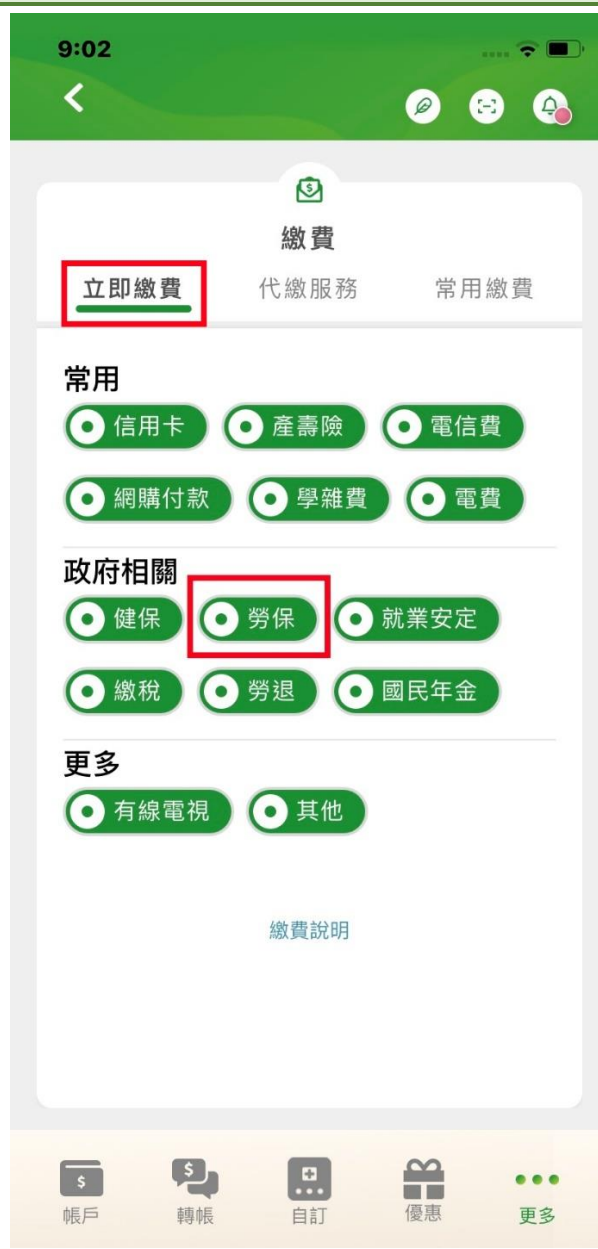 9:02
繳費
立即繳費 代繳服務 常用繳費
常用
信用卡 產壽險 電信費
網購付款 學雜費 電費
政府相關
健保 勞保 就業安定
繳稅 勞退 國民年金
更多
有線電視 其他
繳費說明
帳戶 轉帳 自訂 優惠 更多